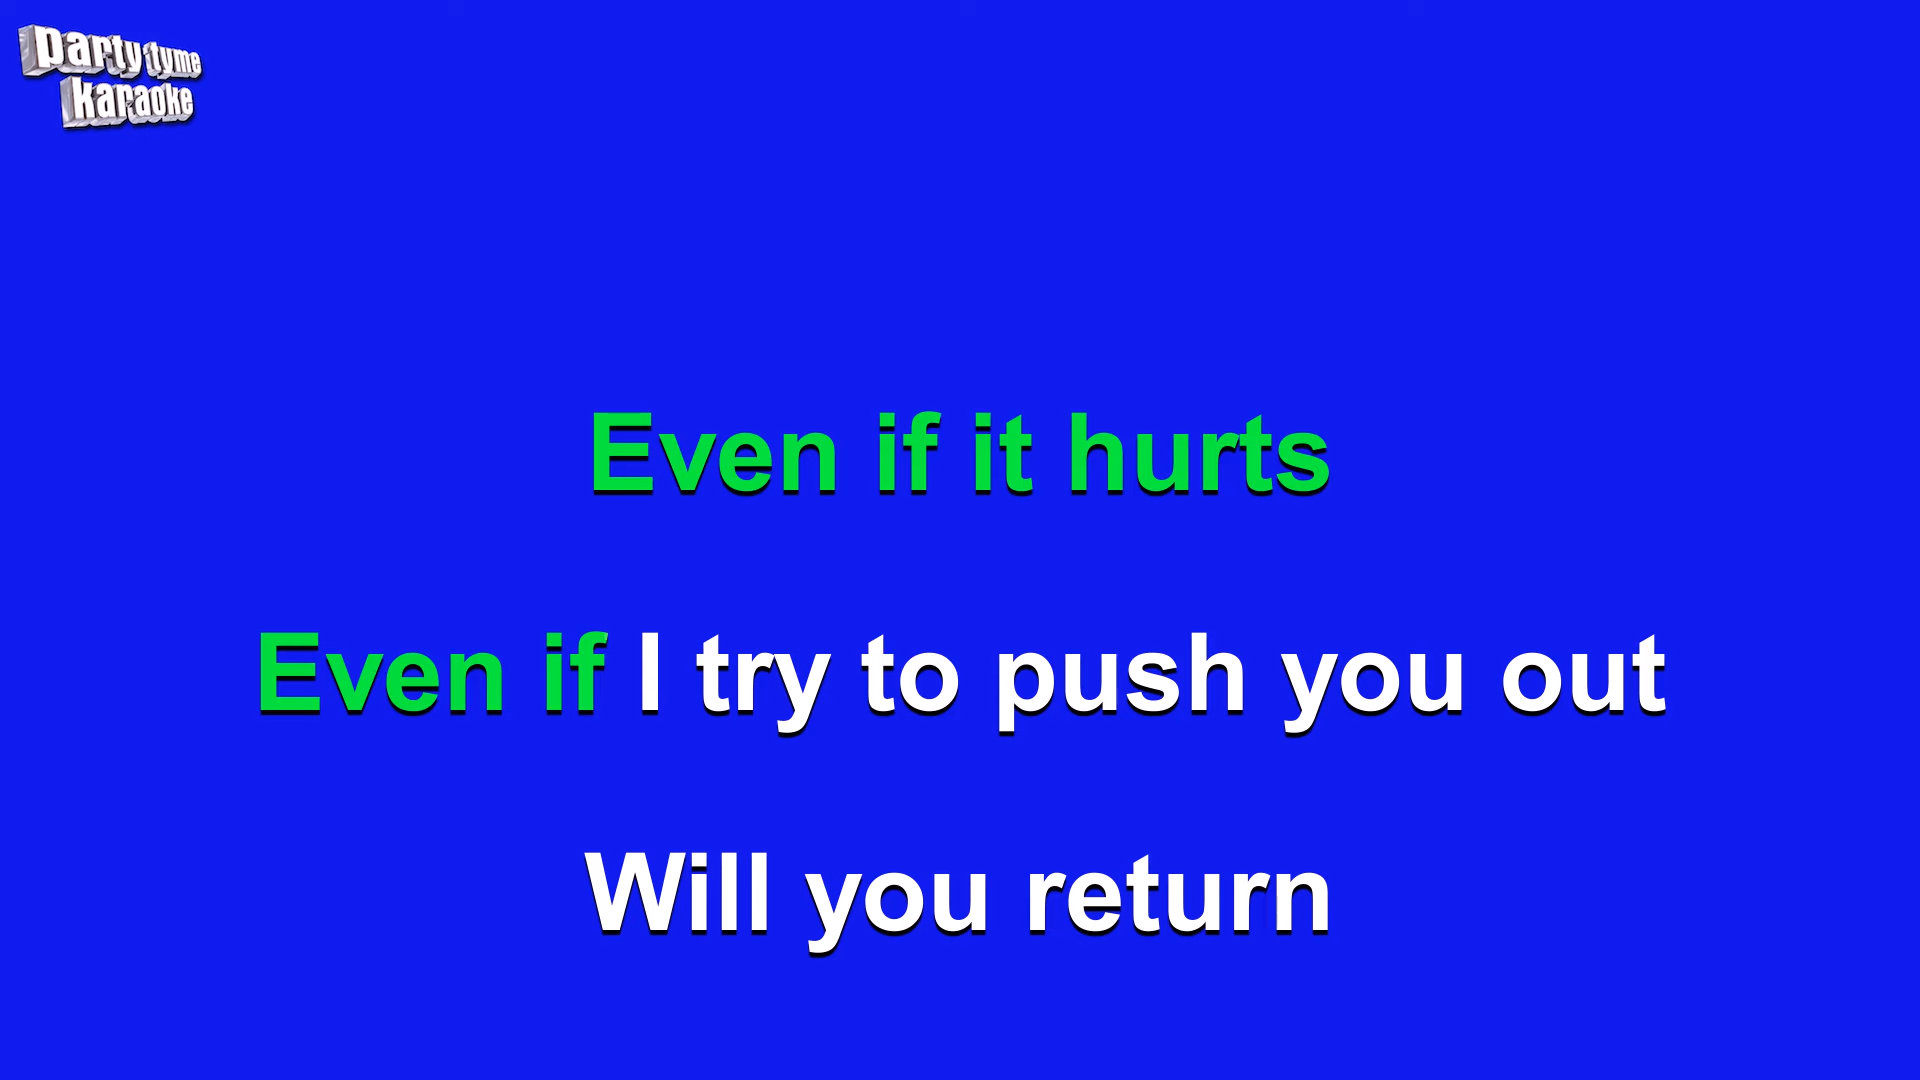 party tyme
karaoke
Even if it hurts
Even if I try to push you out
Will you return